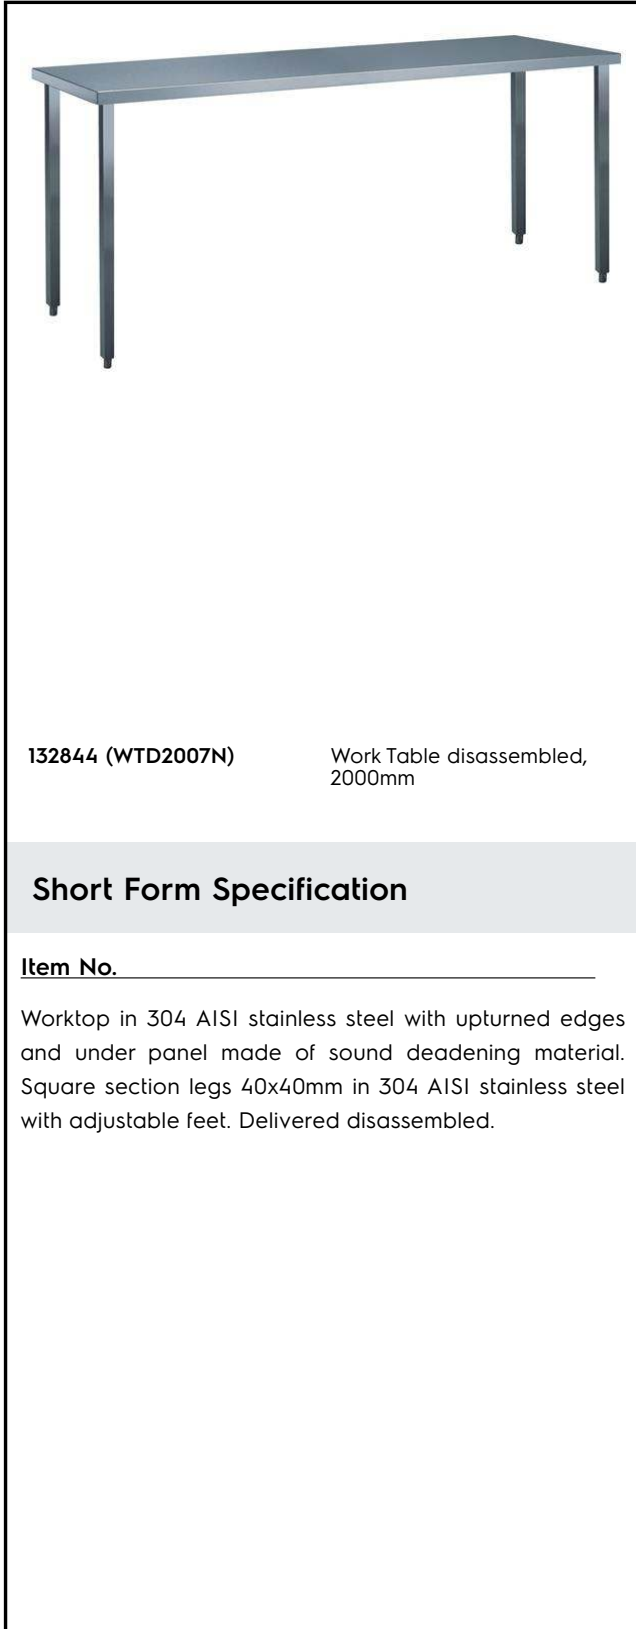 132844 (WTD2007N)
Work Table disassembled,
2000mm
Short Form Specification
Item No.
Worktop in 304 AISI stainless steel with upturned edges
and under panel made of sound deadening material.
Square section legs 40x40mm in 304 AISI stainless steel
with adjustable feet. Delivered disassembled.